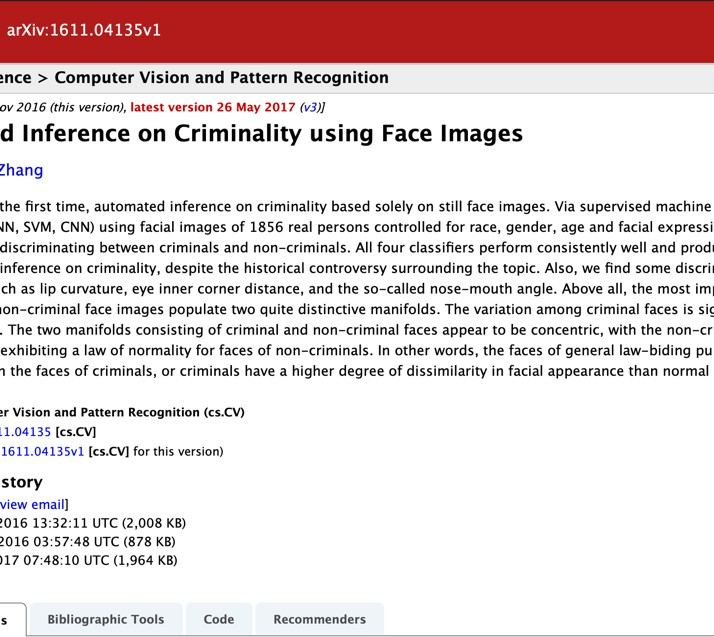 arXiv:1611.04135v1
ence > Computer Vision and Pattern Recognition
ov 2016 (this version), latest version 26 May 2017 (v3)]
d Inference on Criminality using Face Images
Zhang
the first time, automated inference on criminality based solely on still face images. Via supervised machine
NN, SVM, CNN) using facial images of 1856 real persons controlled for race, gender, age and facial expressi
discriminating between criminals and non-criminals. All four classifiers perform consistently well and produ
inference on criminality, despite the historical controversy surrounding the topic. Also, we find some discri
ch as lip curvature, eye inner corner distance, and the so-called nose-mouth angle. Above all, the most imp
non-criminal face images populate two quite distinctive manifolds. The variation among criminal faces is sig
. The two manifolds consisting of criminal and non-criminal faces appear to be concentric, with the non-cr
exhibiting a law of normality for faces of non-criminals. In other words, the faces of general law-biding pu
n the faces of criminals, or criminals have a higher degree of dissimilarity in facial appearance than normal
er Vision and Pattern Recognition (cs.CV)
11.04135 [cs.CV]
1611.04135v1 [cs.CV] for this version)
story
view email]
2016 13:32:11 UTC (2,008 KB)
2016 03:57:48 UTC (878 KB)
017 07:48:10 UTC (1,964 KB)
s Bibliographic Tools Code Recommenders